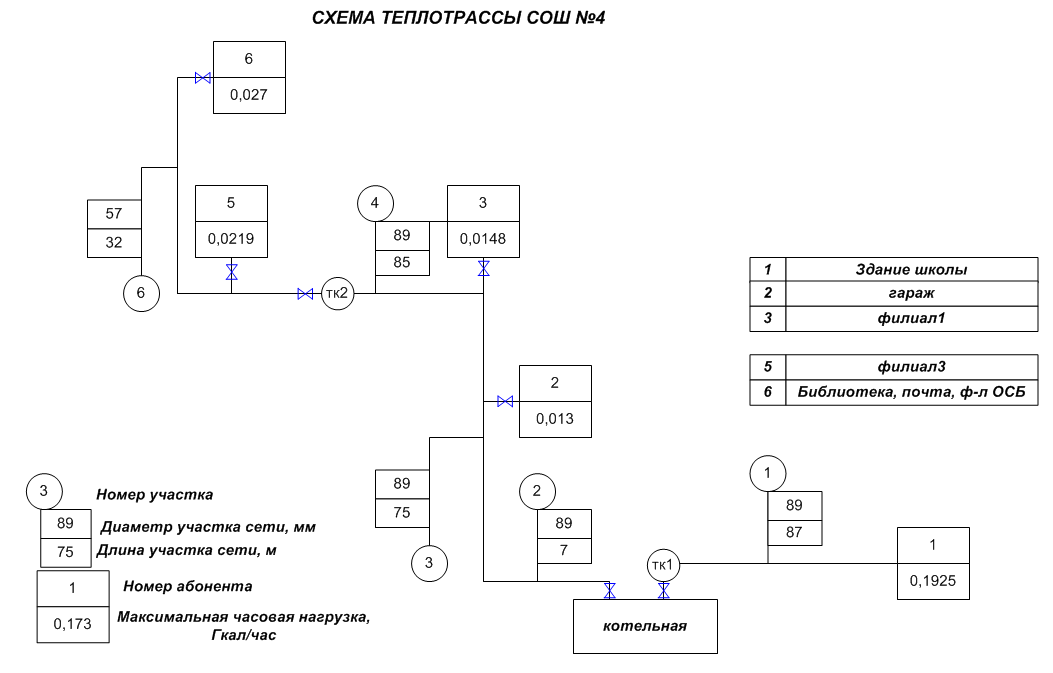 СХЕМА ТЕПЛОТРАССЫ СОШ №4
6
0,027
57
32
6
5
0,0219
тк2
4
89
85
3
0,0148
1 Здание школы
2 гараж
3 филиал1
5 филиал3
6 Библиотека, почта, ф-л ОСБ
2
0,013
89
75
3
2
89
7
тк1
1
89
87
1
0,1925
котельная
3 Номер участка
89 Диаметр участка сети, мм
75 Длина участка сети, м
1 Номер абонента
0,173 Максимальная часовая нагрузка,
Гкал/час